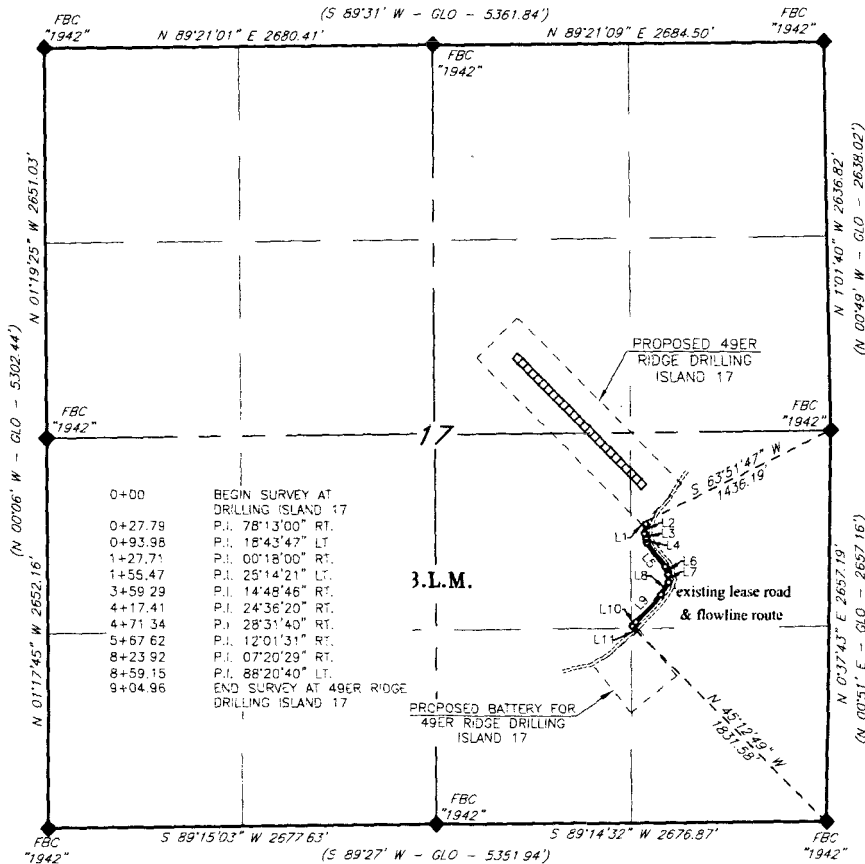 (S 89°31' W - GLO - 5361.84')
FBC
"1942"
N 89°21'01" E 2680.41'
FBC
"1942"
N 89°21'09" E 2684.50'
FBC
"1942"
N 01°19'25" W 2651.03'
(N 00°06' W - GLO - 5302.44')
N 1°01'40" W 2636.82'
(N 00°49' W - GLO - 2638.02')
PROPOSED 49ER
RIDGE DRILLING
ISLAND 17
FBC
"1942"
17
FBC
"1942"
S 63°51'47" W
1436.19'
0+00 BEGIN SURVEY AT
DRILLING ISLAND 17
0+27.79 P.I. 78°13'00" RT.
0+93.98 P.I. 18°43'47" LT
1+27.71 P.I. 00°18'00" RT.
1+55.47 P.I. 25°14'21" LT.
3+59.29 P.I. 14°48'46" RT.
4+17.41 P.I. 24°36'20" RT.
4+71.34 P.I. 28°31'40" RT.
5+67.62 P.I. 12°01'31" RT.
8+23.92 P.I. 07°20'29" RT.
8+59.15 P.I. 88°20'40" LT.
9+04.96 END SURVEY AT 49ER RIDGE
DRILLING ISLAND 17
L1
L2
L3
L4
L5
L6
L7
L8
L9
L10
L11
B.L.M.
existing lease road
& flowline route
N 01°17'45" W 2652.16'
N 0°37'43" E 2657.19'
(N 00°51' E - GLO - 2657.16')
PROPOSED BATTERY FOR
49ER RIDGE DRILLING
ISLAND 17
N 45°12'49" W
1831.58'
FBC
"1942"
S 89°15'03" W 2677.63'
FBC
"1942"
S 89°14'32" W 2676.87'
FBC
"1942"
(S 89°27' W - GLO - 5351.94')